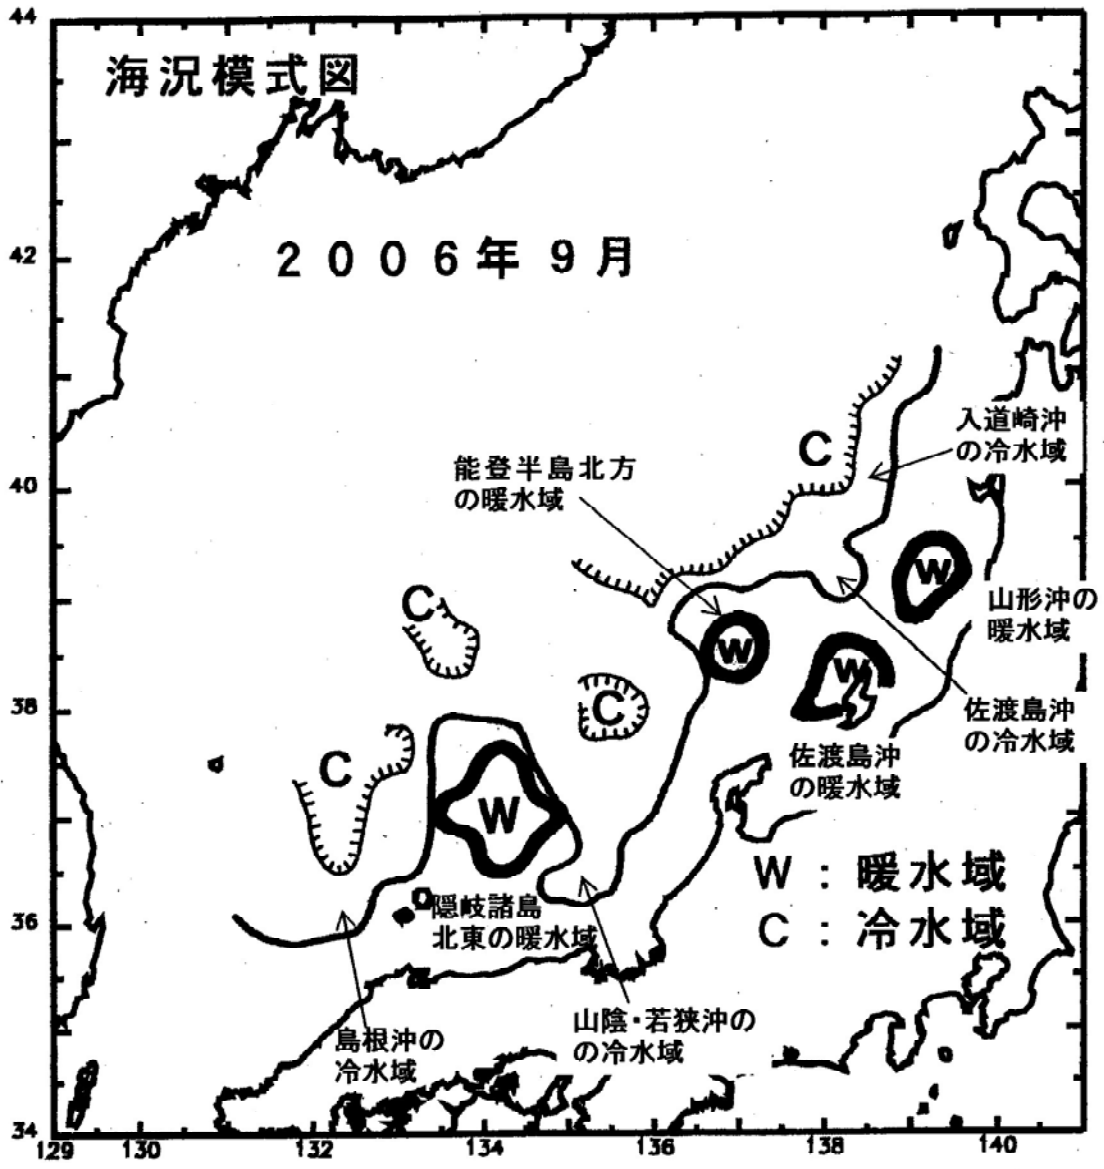 44
海況模式図
2006年9月
42
入道崎沖
の冷水域
C
能登半島北方
の暖水域
40
W
C
山形沖の
暖水域
W
W
38
C
佐渡島沖
の冷水域
佐渡島沖
の暖水域
C
W
W : 暖水域
C : 冷水域
隠岐諸島
北東の暖水域
36
山陰・若狭沖の
の冷水域
島根沖の
冷水域
34
129 130 132 134 136 138 140